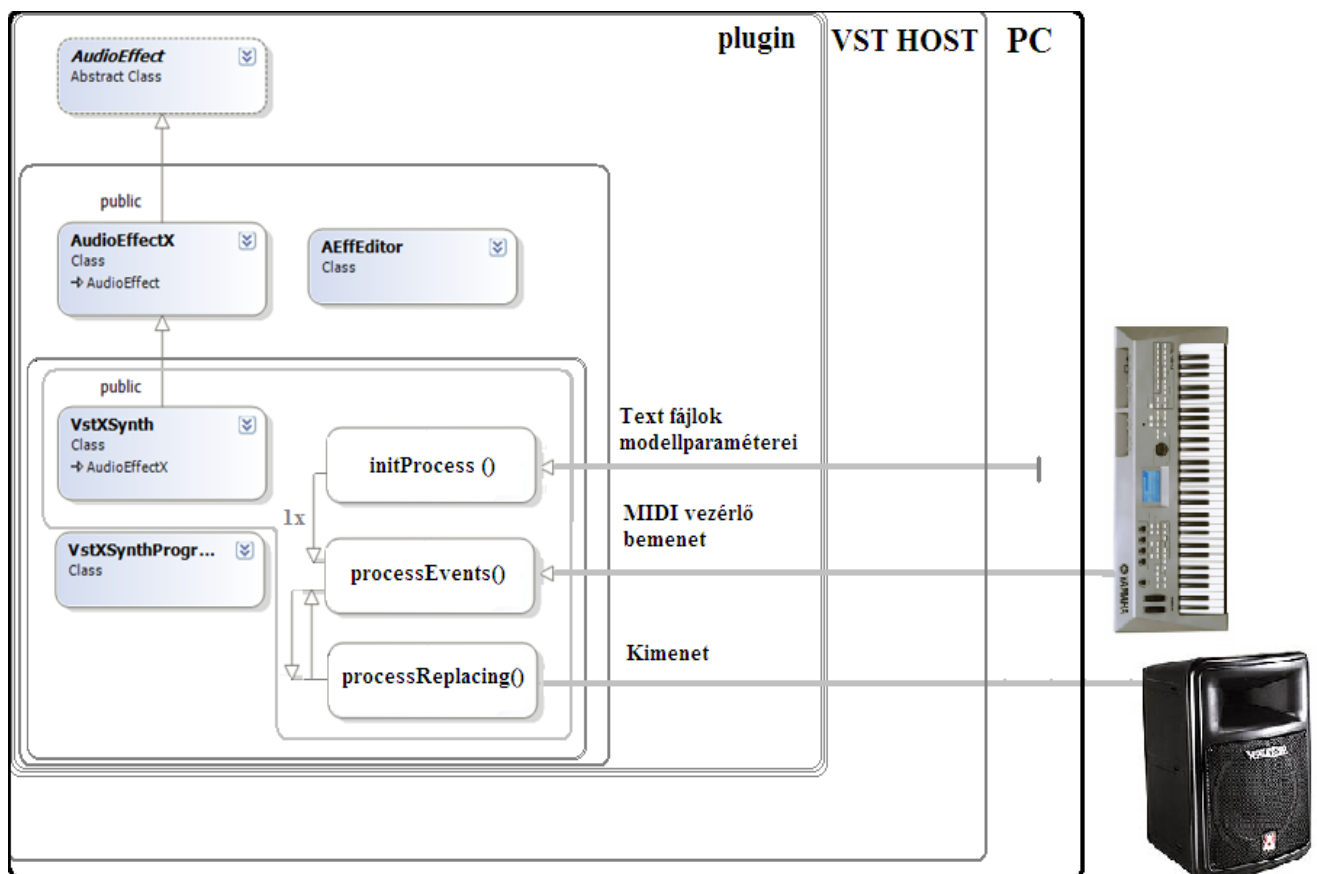 plugin
VST HOST
PC
AudioEffect
Abstract Class
public
AudioEffectX
Class
AudioEffect
AEffEditor
Class
public
VstXSynth
Class
AudioEffectX
VstXSynthProgr...
Class
initProcess ()
1x
processEvents()
processReplacing()
Text fájlok
modellparaméterei
MIDI vezérlő
bemenet
Kimenet
YAMAHA